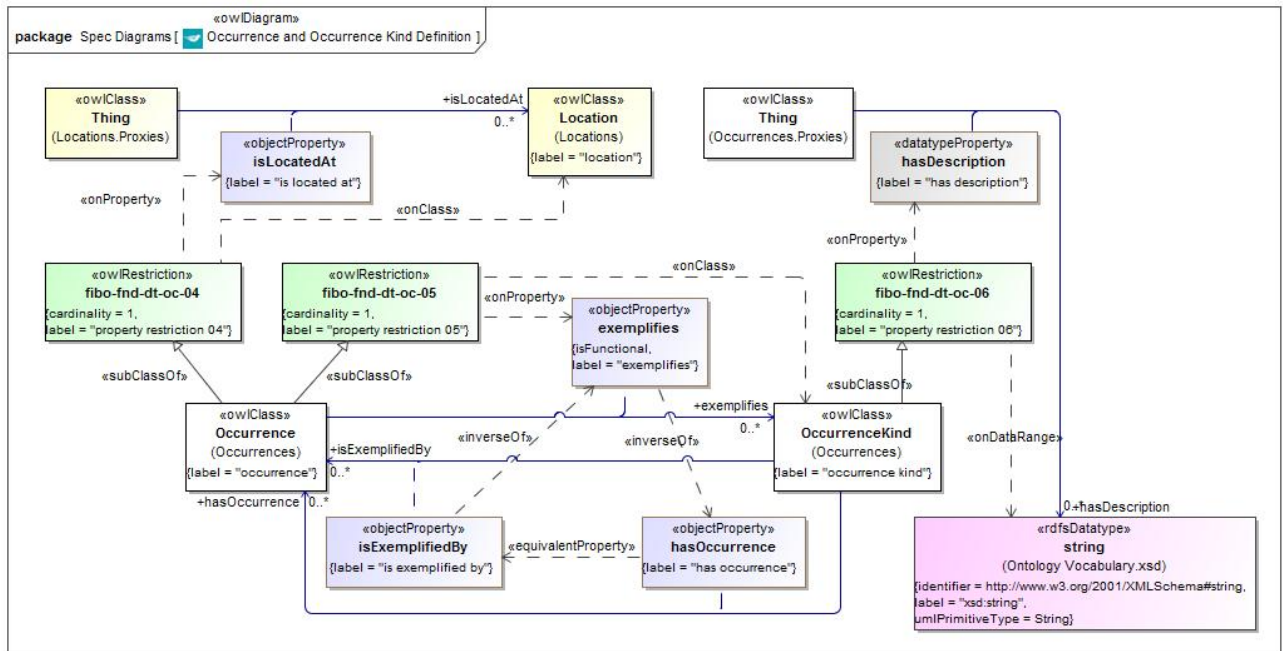 «owlDiagram»
package Spec Diagrams [ Occurrence and Occurrence Kind Definition ]
«owlClass»
Thing
(Locations.Proxies)
+isLocatedAt
0..*
«owlClass»
Location
(Locations)
{label = "location"}
«owlClass»
Thing
(Occurrences.Proxies)
«objectProperty»
isLocatedAt
{label = "is located at"}
«datatypeProperty»
hasDescription
{label = "has description"}
«onProperty»
«onClass»
«onProperty»
«owlRestriction»
fibo-fnd-dt-oc-04
{cardinality = 1,
label = "property restriction 04"}
«owlRestriction»
fibo-fnd-dt-oc-05
{cardinality = 1,
label = "property restriction 05"}
«onClass»
«onProperty»
«objectProperty»
exemplifies
{isFunctional,
label = "exemplifies"}
«owlRestriction»
fibo-fnd-dt-oc-06
{cardinality = 1,
label = "property restriction 06"}
«subClassOf»
«subClassOf»
«subClassOf»
«owlClass»
Occurrence
(Occurrences)
{label = "occurrence"}
+exemplifies
0..*
«owlClass»
OccurrenceKind
(Occurrences)
{label = "occurrence kind"}
+isExemplifiedBy
0..*
«inverseOf»
«inverseOf»
«onDataRange»
+hasOccurrence 0..*
0..*
+hasDescription
«objectProperty»
isExemplifiedBy
{label = "is exemplified by"}
«equivalentProperty»
«objectProperty»
hasOccurrence
{label = "has occurrence"}
«rdfsDatatype»
string
(Ontology Vocabulary.xsd)
{identifier = http://www.w3.org/2001/XMLSchema#string,
label = "xsd:string",
umlPrimitiveType = String}